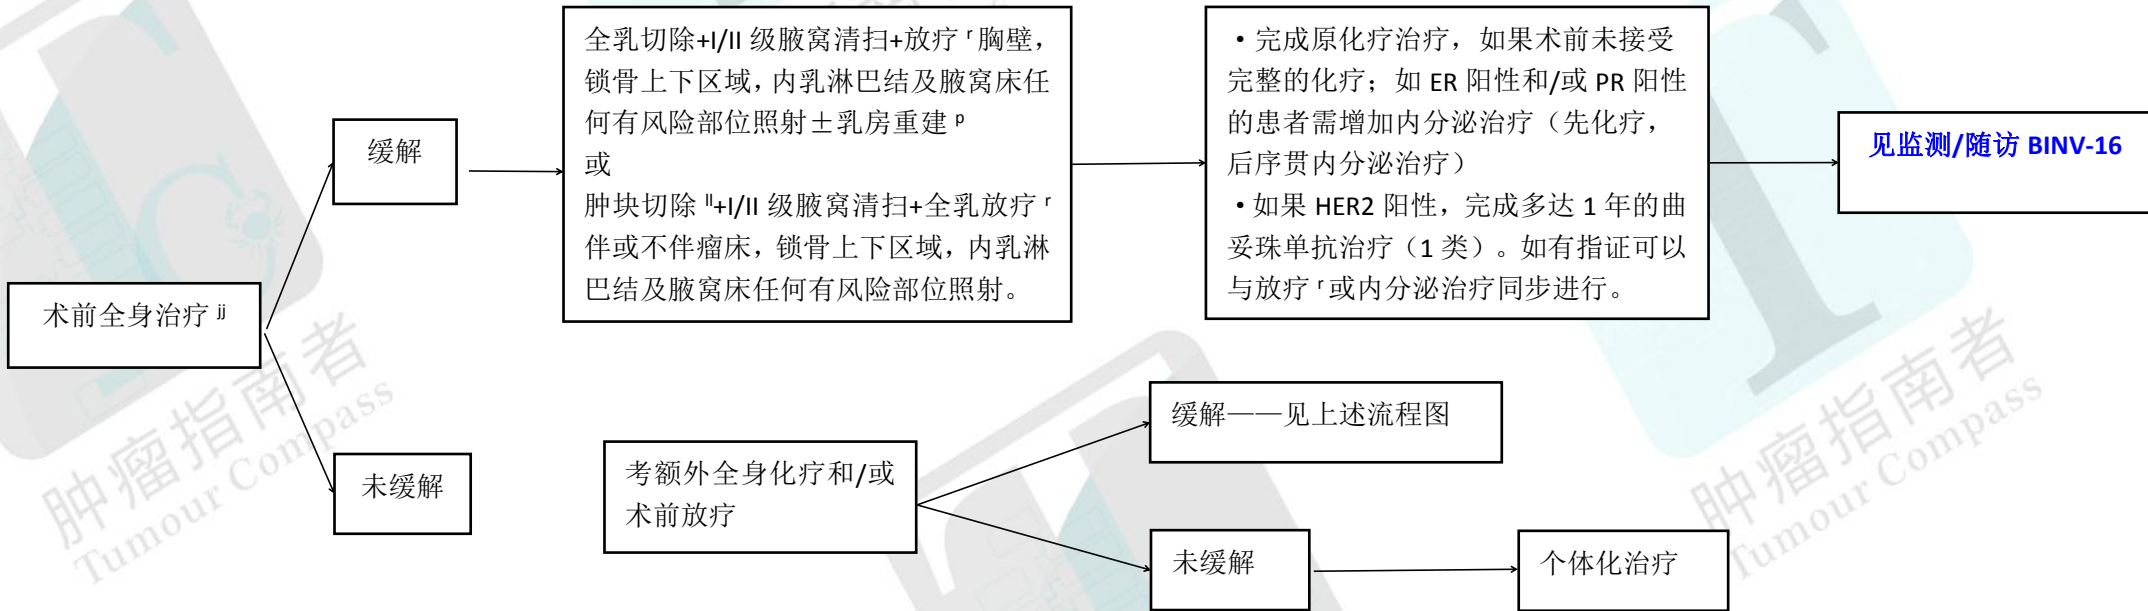 全乳切除+I/II 级腋窝清扫+放疗 r 胸壁，
锁骨上下区域，内乳淋巴结及腋窝床任
何有风险部位照射±乳房重建 p
或
肿块切除 ll+I/II 级腋窝清扫+全乳放疗 r
伴或不伴瘤床，锁骨上下区域，内乳淋
巴结及腋窝床任何有风险部位照射。
•完成原化疗治疗，如果术前未接受
完整的化疗；如 ER 阳性和/或 PR 阳性
的患者需增加内分泌治疗（先化疗，
后序贯内分泌治疗）
•如果 HER2 阳性，完成多达 1 年的曲
妥珠单抗治疗（1 类）。如有指证可以
与放疗 r 或内分泌治疗同步进行。
见监测/随访 BINV-16
缓解
术前全身治疗 jj
未缓解
考额外全身化疗和/或
术前放疗
缓解——见上述流程图
未缓解
个体化治疗
肿瘤指南者
Tumour Compass
肿瘤指南者
Tumour Compass